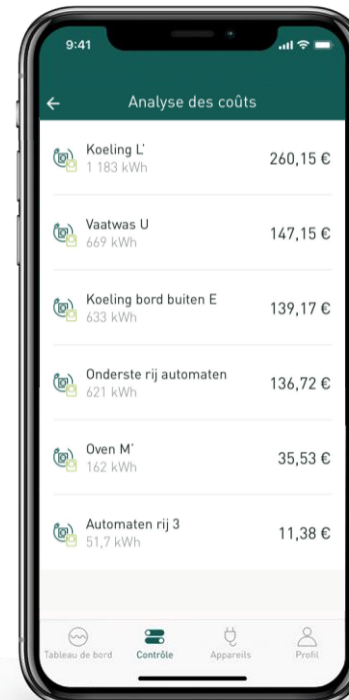 9:41
Analyse des coûts
Koeling L'
1 183 kWh
260,15 €
Vaatwas U
669 kWh
147,15 €
Koeling bord buiten E
633 kWh
139,17 €
Onderste rij automaten
621 kWh
136,72 €
Oven M'
162 kWh
35,53 €
Automaten rij 3
51,7 kWh
11,38 €
Tableau de bord
Contrôle
Appareils
Profil